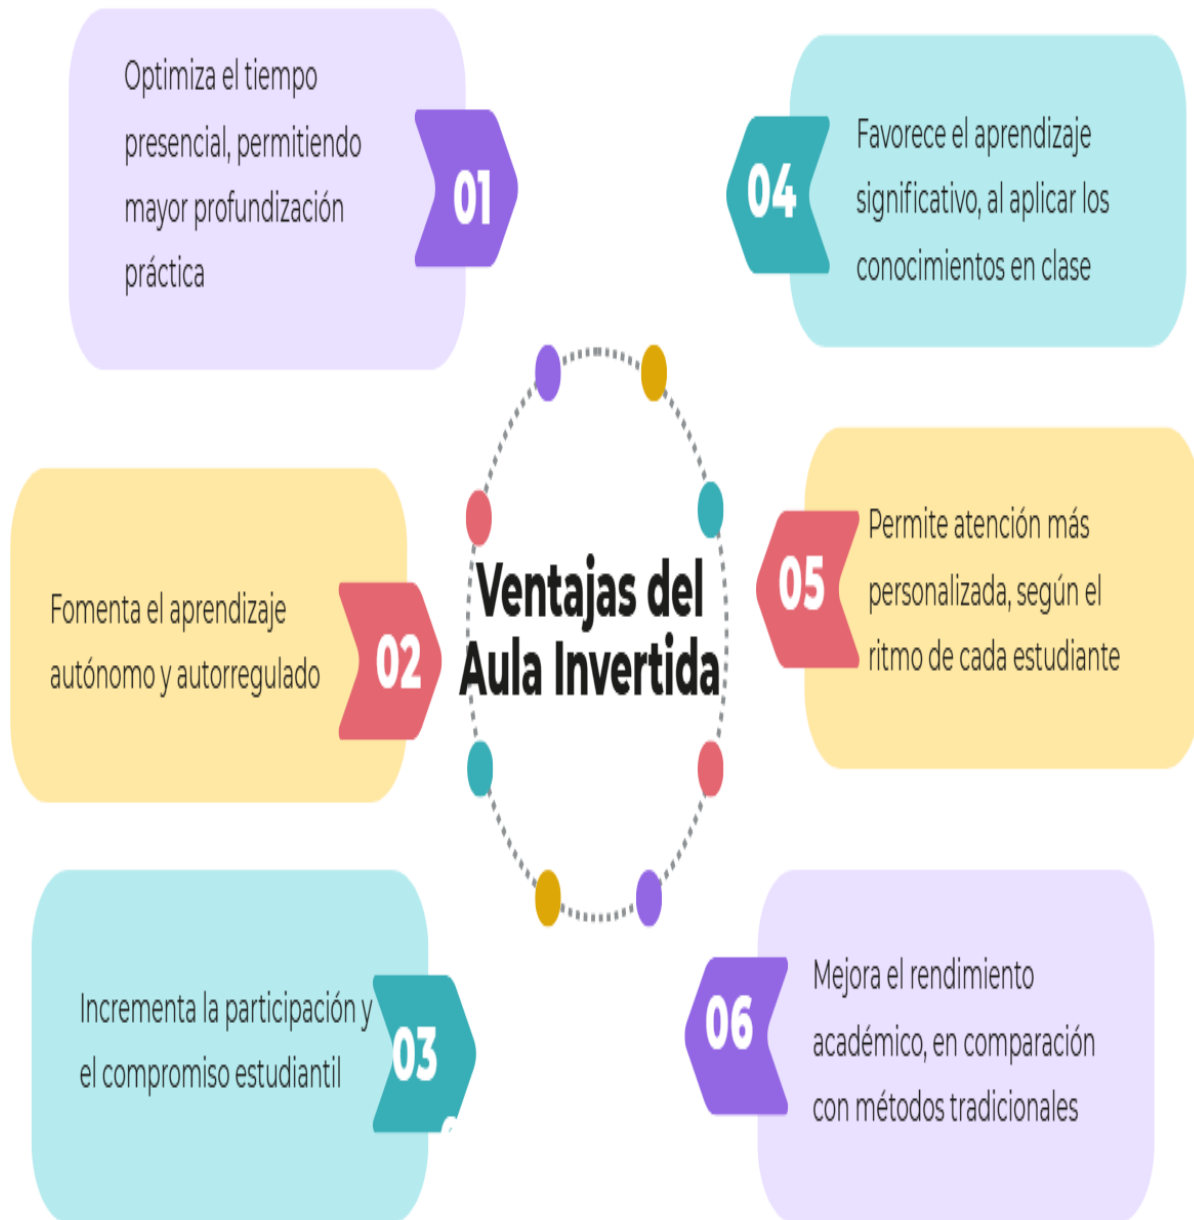 Optimiza el tiempo
presencial, permitiendo
mayor profundización
práctica
01
Fomenta el aprendizaje
autónomo y autorregulado
02
Incrementa la participación y
el compromiso estudiantil
03
Ventajas del
Aula Invertida
04
Favorece el aprendizaje
significativo, al aplicar los
conocimientos en clase
05
Permite atención más
personalizada, según el
ritmo de cada estudiante
06
Mejora el rendimiento
académico, en comparación
con métodos tradicionales